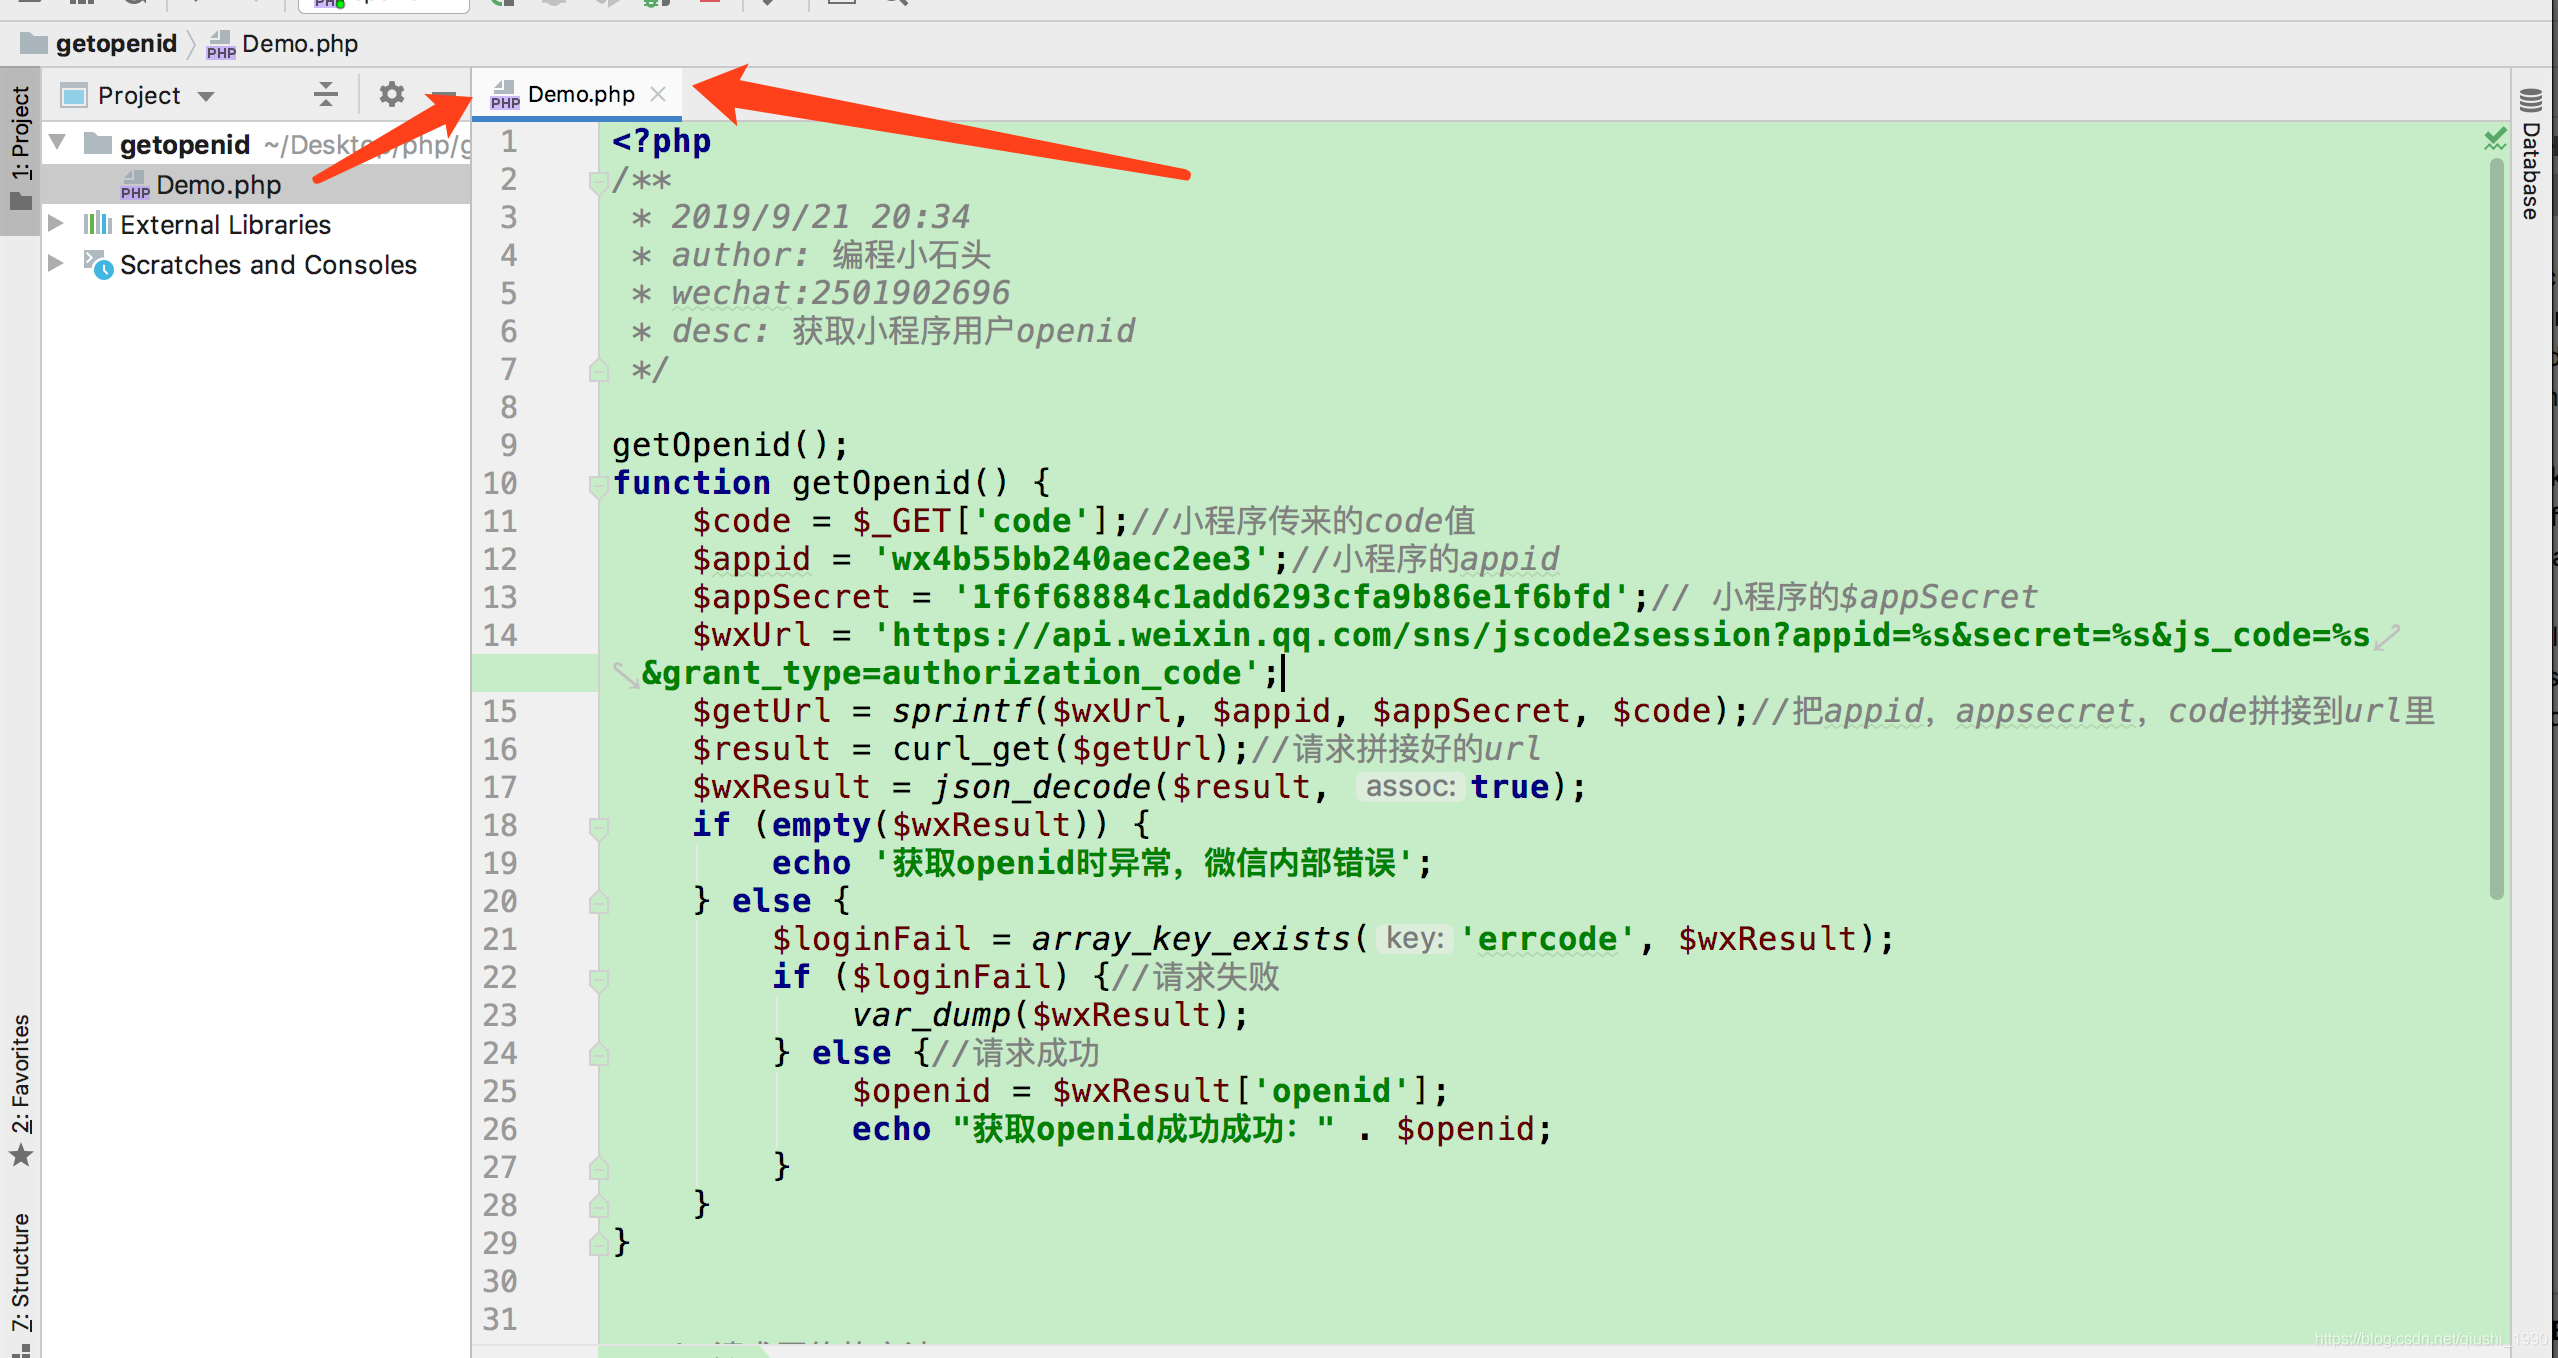 getopenid
Demo.php
1: Project
Project
Demo.php
getopenid ~/Desktop/php/g
Demo.php
External Libraries
Scratches and Consoles
2: Favorites
7: Structure
Database
1 <?php
2 /**
3 * 2019/9/21 20:34
4 * author: 编程小石头
5 * wechat:2501902696
6 * desc: 获取小程序用户openid
7 */
8
9 getOpenid();
10 function getOpenid() {
11 $code = $_GET['code'];//小程序传来的code值
12 $appid = 'wx4b55bb240aec2ee3';//小程序的appid
13 $appSecret = '1f6f68884c1add6293cfa9b86e1f6bfd';// 小程序的$appSecret
14 $wxUrl = 'https://api.weixin.qq.com/sns/jscode2session?appid=%s&secret=%s&js_code=%s
&grant_type=authorization_code';
15 $getUrl = sprintf($wxUrl, $appid, $appSecret, $code);//把appid，appsecret，code拼接到url里
16 $result = curl_get($getUrl);//请求拼接好的url
17 $wxResult = json_decode($result, assoc: true);
18 if (empty($wxResult)) {
19 echo '获取openid时异常，微信内部错误';
20 } else {
21 $loginFail = array_key_exists( key: 'errcode', $wxResult);
22 if ($loginFail) {//请求失败
23 var_dump($wxResult);
24 } else {//请求成功
25 $openid = $wxResult['openid'];
26 echo "获取openid成功成功：" . $openid;
27 }
28 }
29 }
30
31
https://blog.csdn.net/qiushi_1990